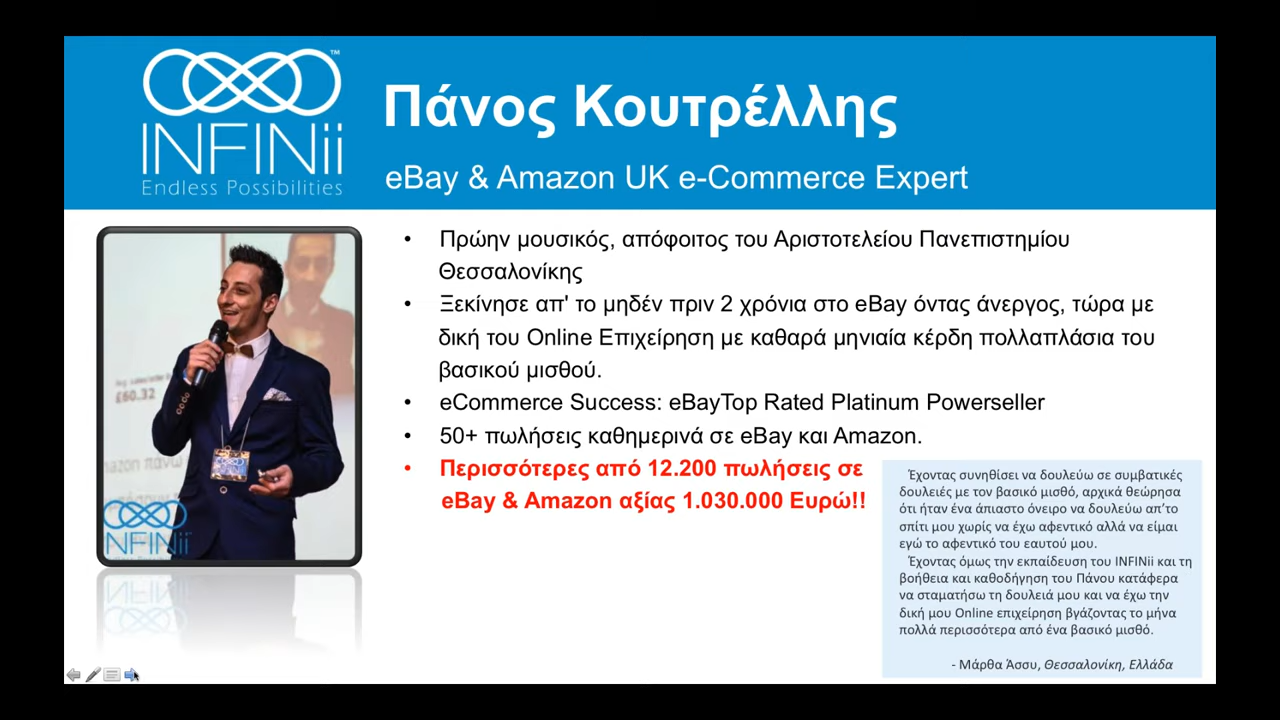 INFINii
™
Endless Possibilities
Πάνος Κουτρέλλης
eBay & Amazon UK e-Commerce Expert
• Πρώην μουσικός, απόφοιτος του Αριστοτελείου Πανεπιστημίου
Θεσσαλονίκης
• Ξεκίνησε απ' το μηδέν πριν 2 χρόνια στο eBay όντας άνεργος, τώρα με
δική του Online Επιχείρηση με καθαρά μηνιαία κέρδη πολλαπλάσια του
βασικού μισθού.
• eCommerce Success: eBayTop Rated Platinum Powerseller
• 50+ πωλήσεις καθημερινά σε eBay και Amazon.
• Περισσότερες από 12.200 πωλήσεις σε
eBay & Amazon αξίας 1.030.000 Ευρώ!!
£60.32
Έχοντας συνηθίσει να δουλεύω σε συμβατικές
δουλειές με τον βασικό μισθό, αρχικά θεώρησα
ότι ήταν ένα άπιαστο όνειρο να δουλεύω απ'το
σπίτι μου χωρίς να έχω αφεντικό αλλά να είμαι
εγώ το αφεντικό του εαυτού μου.
Έχοντας όμως την εκπαίδευση του INFINii και τη
βοήθεια και καθοδήγηση του Πάνου κατάφερα
να σταματήσω τη δουλειά μου και να έχω την
δική μου Online επιχείρηση βγάζοντας το μήνα
πολλά περισσότερα από ένα βασικό μισθό.
- Μάρθα Άσσυ, Θεσσαλονίκη, Ελλάδα